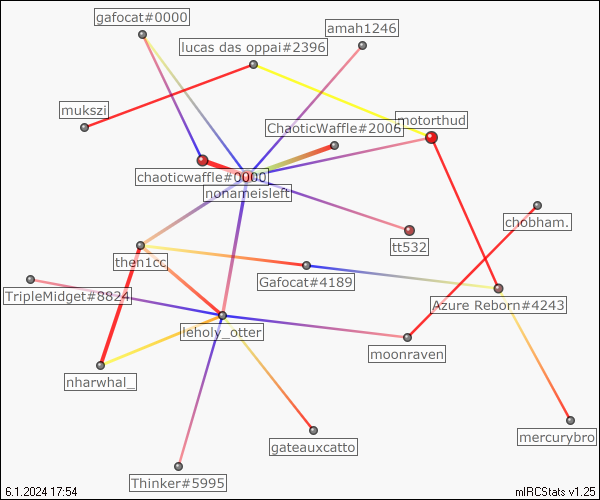 gafocat#0000
amah1246
lucas das oppai#2396
mukszi
motorthud
ChaoticWaffle#2006
chaoticwaffle#0000
nonameisleft
chobham.
tt532
then1cc
Gafocat#4189
TripleMidget#8824
Azure Reborn#4243
leholy_otter
moonraven
nharwhal_
mercurybro
gateauxcatto
Thinker#5995
6.1.2024 17:54
mIRCStats v1.25